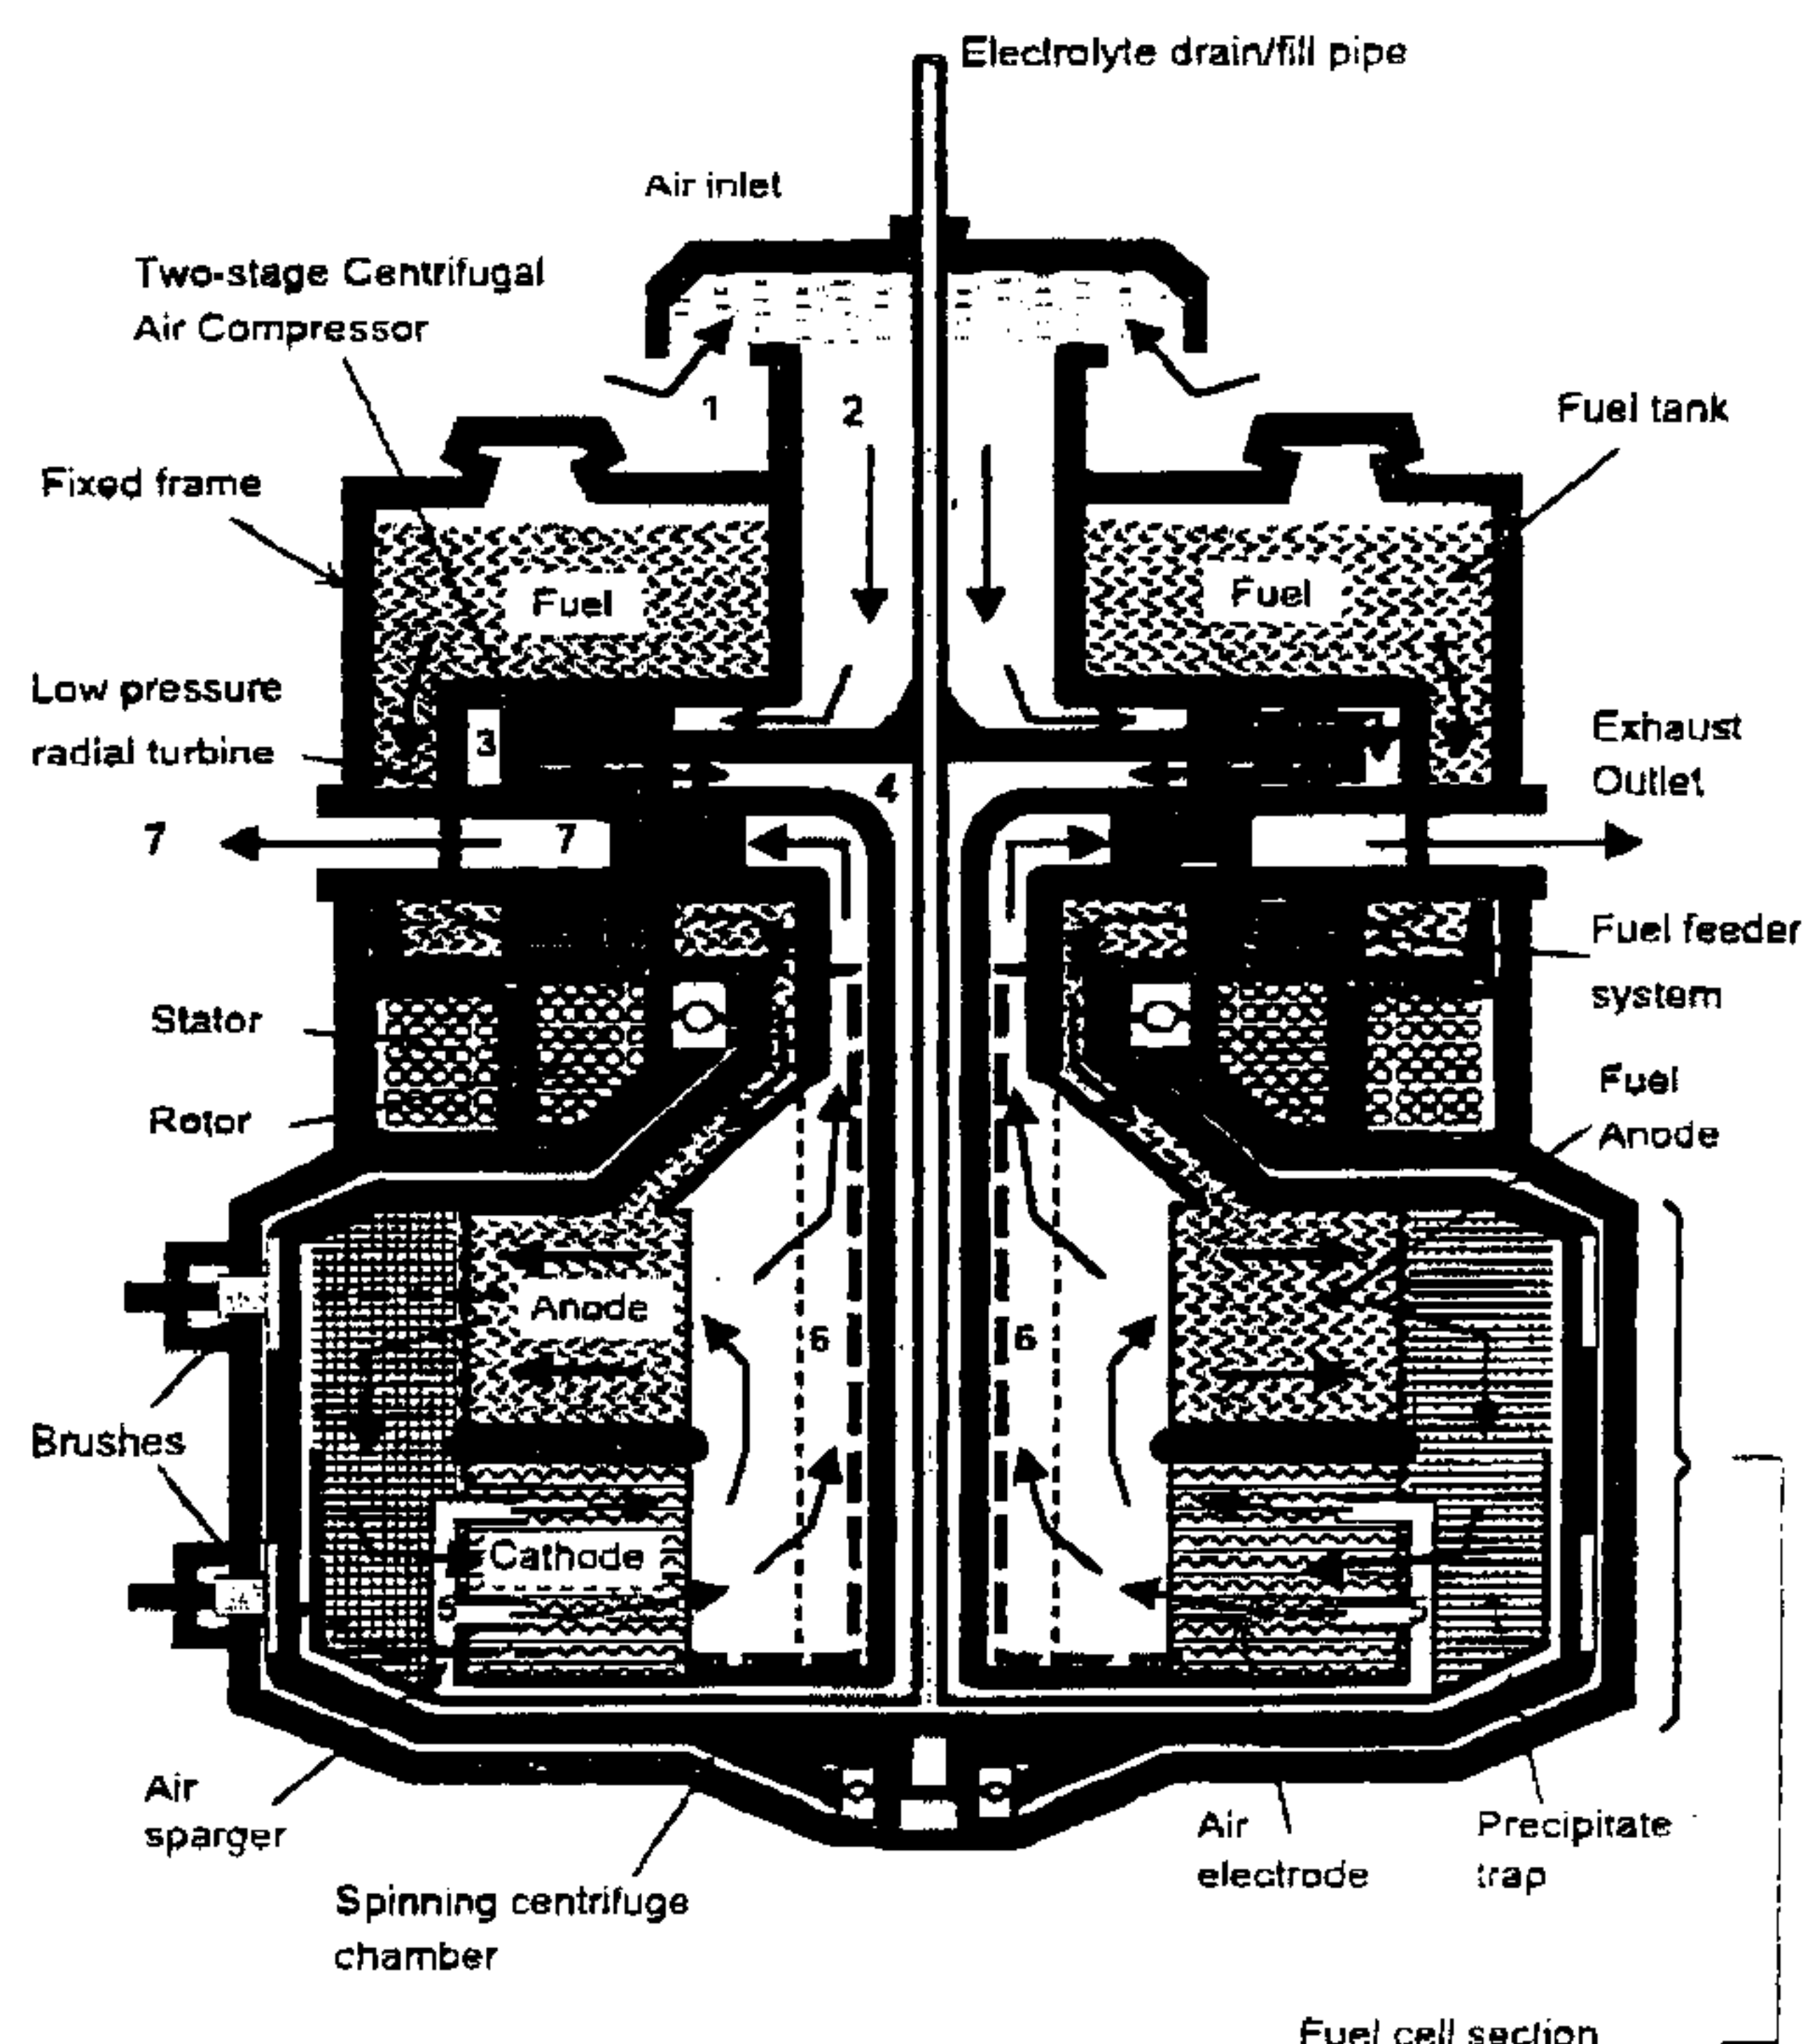 Electrolyte drain/fill pipe
Air inlet
Two-stage Centrifugal
Air Compressor
1
2
Fuel tank
Fixed frame
Fuel
Fuel
Low pressure
radial turbine
3
4
Exhaust
Outlet
7
7
Fuel feeder
system
Stator
Rotor
Fuel
Anode
Anode
6
6
Brushes
Cathode
5
5
Air
sparger
Spinning centrifuge
chamber
Air
electrode
Precipitate
trap
Fuel cell section